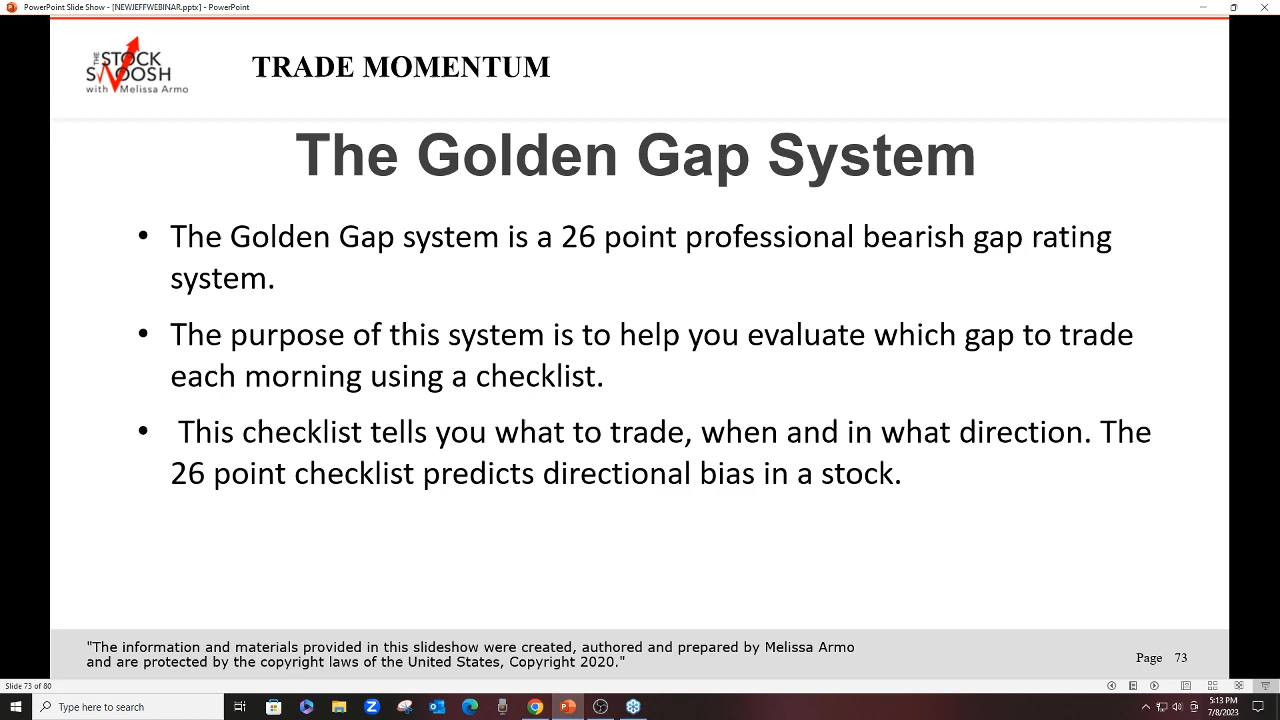 PowerPoint Slide Show - [NEWJEFFWEBINAR.pptx] - PowerPoint
THE
STOCK
SWOOSH
with Melissa Armo
TRADE MOMENTUM
The Golden Gap System
• The Golden Gap system is a 26 point professional bearish gap rating
system.
• The purpose of this system is to help you evaluate which gap to trade
each morning using a checklist.
• This checklist tells you what to trade, when and in what direction. The
26 point checklist predicts directional bias in a stock.
"The information and materials provided in this slideshow were created, authored and prepared by Melissa Armo
and are protected by the copyright laws of the United States, Copyright 2020."
Page 73
Slide 73 of 80
Type here to search
5:13 PM
7/8/2023